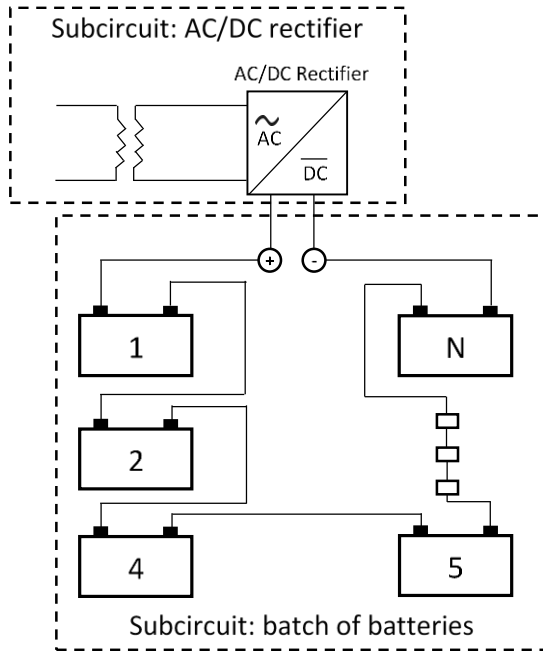 Subcircuit: AC/DC rectifier
AC/DC Rectifier
AC
DC
+
-
1
N
2
4
5
Subcircuit: batch of batteries